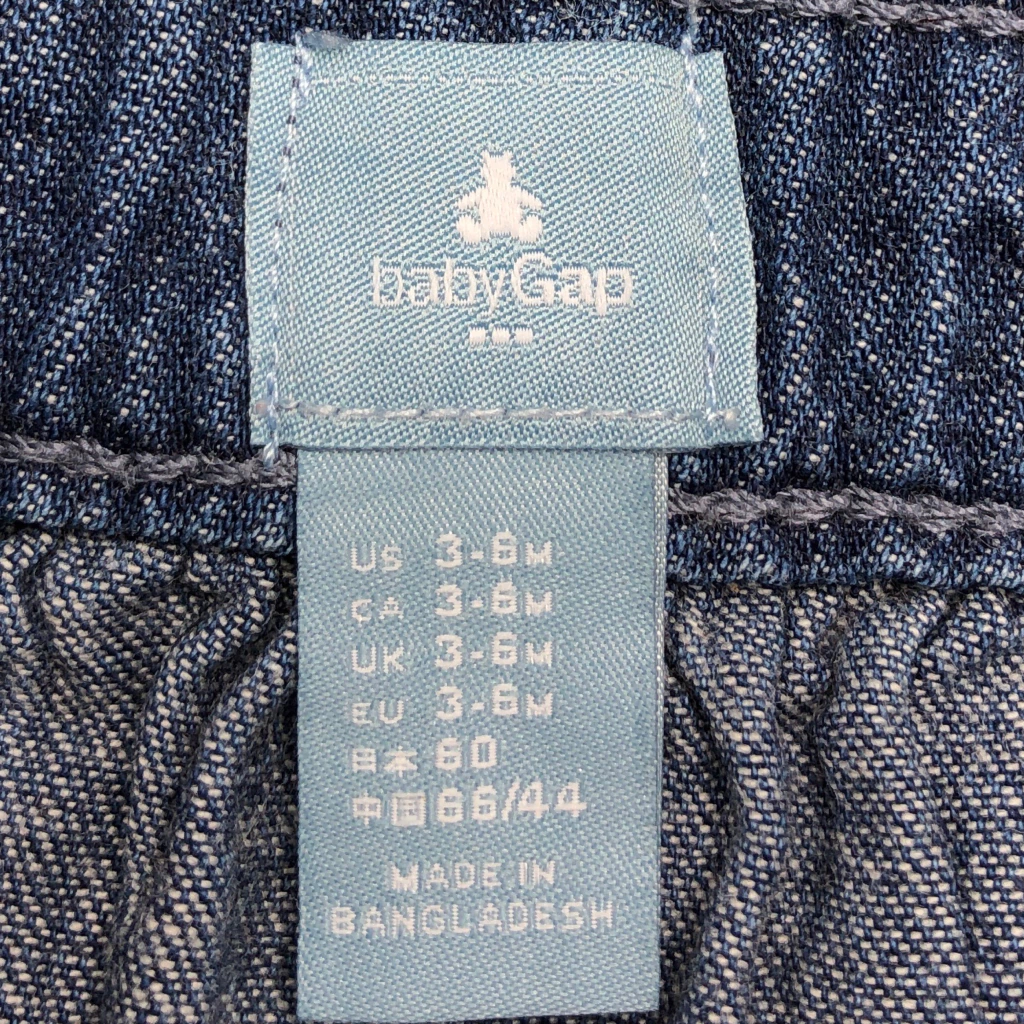 babyGap
US 3-6M
CA 3-6M
UK 3-6M
EU 3-6M
日本 60
中国 66/44
MADE IN
BANGLADESH